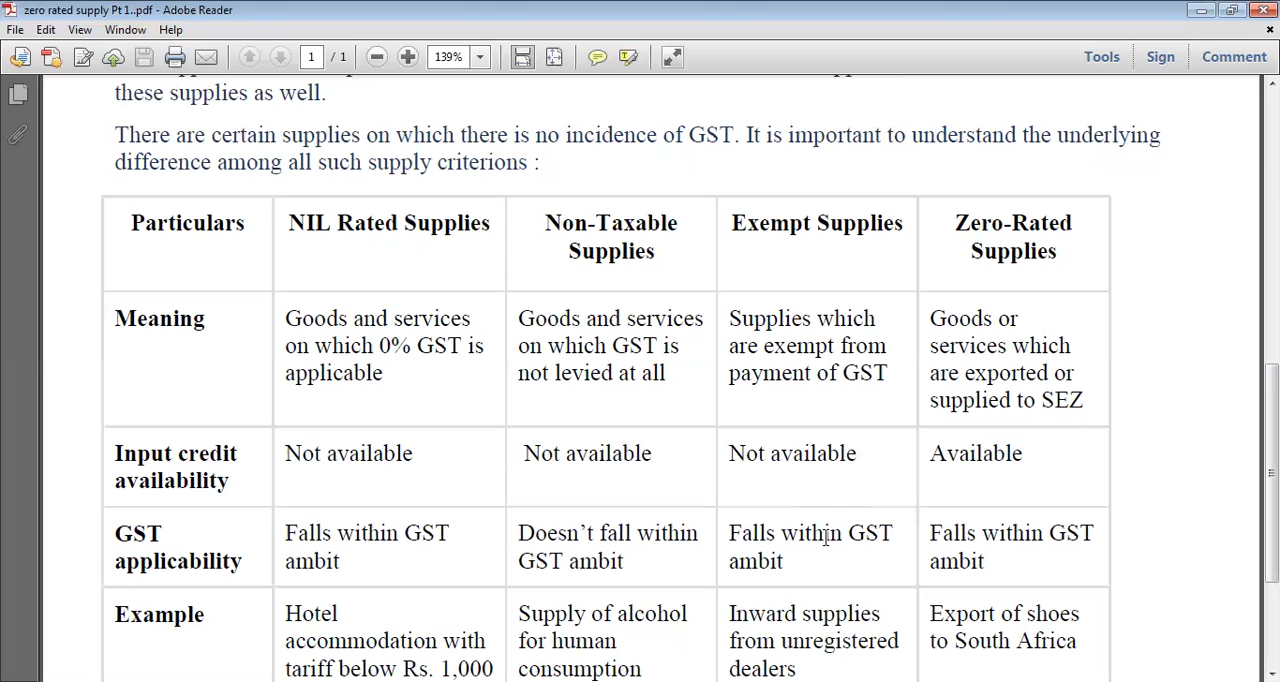 zero rated supply Pt 1..pdf - Adobe Reader
File Edit View Window Help
1 / 1 139% Tools Sign Comment
these supplies as well.
There are certain supplies on which there is no incidence of GST. It is important to understand the underlying
difference among all such supply criterions :
Particulars NIL Rated Supplies Non-Taxable Supplies Exempt Supplies Zero-Rated Supplies
Meaning
Goods and services
on which 0% GST is
applicable
Goods and services
on which GST is
not levied at all
Supplies which
are exempt from
payment of GST
Goods or
services which
are exported or
supplied to SEZ
Input credit
availability
Not available
Not available
Not available
Available
GST
applicability
Falls within GST
ambit
Doesn't fall within
GST ambit
Falls within GST
ambit
Falls within GST
ambit
Example
Hotel
accommodation with
tariff below Rs. 1,000
Supply of alcohol
for human
consumption
Inward supplies
from unregistered
dealers
Export of shoes
to South Africa